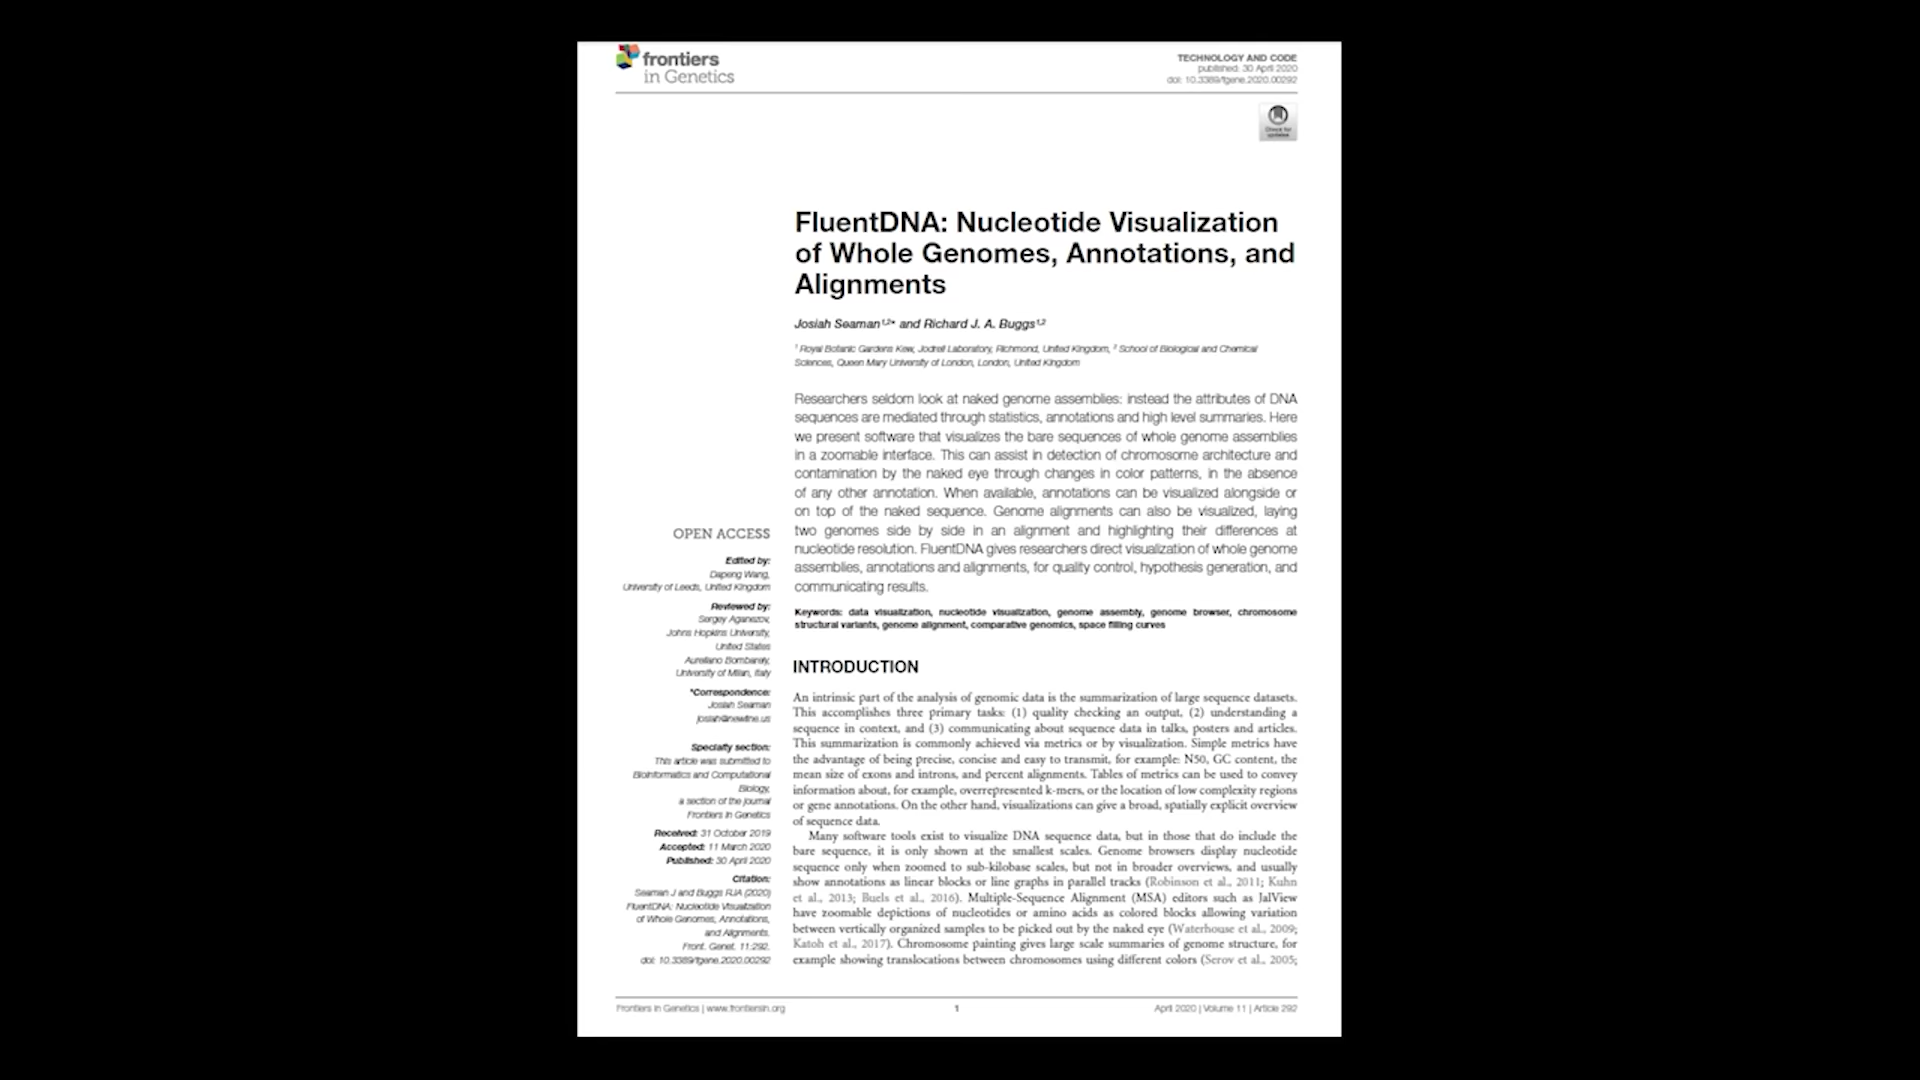 frontiers
in Genetics
TECHNOLOGY AND CODE
published: 30 April 2020
doi: 10.3389/fgene.2020.00292
Check for
updates
FluentDNA: Nucleotide Visualization
of Whole Genomes, Annotations, and
Alignments
Josiah Seaman1,2* and Richard J. A. Buggs1,2
1 Royal Botanic Gardens Kew, Jodrell Laboratory, Richmond, United Kingdom, 2 School of Biological and Chemical
Sciences, Queen Mary University of London, London, United Kingdom
Researchers seldom look at naked genome assemblies: instead the attributes of DNA
sequences are mediated through statistics, annotations and high level summaries. Here
we present software that visualizes the bare sequences of whole genome assemblies
in a zoomable interface. This can assist in detection of chromosome architecture and
contamination by the naked eye through changes in color patterns, in the absence
of any other annotation. When available, annotations can be visualized alongside or
on top of the naked sequence. Genome alignments can also be visualized, laying
two genomes side by side in an alignment and highlighting their differences at
nucleotide resolution. FluentDNA gives researchers direct visualization of whole genome
assemblies, annotations and alignments, for quality control, hypothesis generation, and
communicating results.
Keywords: data visualization, nucleotide visualization, genome assembly, genome browser, chromosome
structural variants, genome alignment, comparative genomics, space filling curves
OPEN ACCESS
Edited by:
Dapeng Wang,
University of Leeds, United Kingdom
Reviewed by:
Sergey Aganezov,
Johns Hopkins University,
United States
Aureliano Bombarely,
University of Milan, Italy
*Correspondence:
Josiah Seaman
josiah@newline.us
Specialty section:
This article was submitted to
Bioinformatics and Computational
Biology,
a section of the journal
Frontiers in Genetics
Received: 31 October 2019
Accepted: 11 March 2020
Published: 30 April 2020
Citation:
Seaman J and Buggs RJA (2020)
FluentDNA: Nucleotide Visualization
of Whole Genomes, Annotations,
and Alignments.
Front. Genet. 11:292.
doi: 10.3389/fgene.2020.00292
INTRODUCTION
An intrinsic part of the analysis of genomic data is the summarization of large sequence datasets.
This accomplishes three primary tasks: (1) quality checking an output, (2) understanding a
sequence in context, and (3) communicating about sequence data in talks, posters and articles.
This summarization is commonly achieved via metrics or by visualization. Simple metrics have
the advantage of being precise, concise and easy to transmit, for example: N50, GC content, the
mean size of exons and introns, and percent alignments. Tables of metrics can be used to convey
information about, for example, overrepresented k-mers, or the location of low complexity regions
or gene annotations. On the other hand, visualizations can give a broad, spatially explicit overview
of sequence data.
Many software tools exist to visualize DNA sequence data, but in those that do include the
bare sequence, it is only shown at the smallest scales. Genome browsers display nucleotide
sequence only when zoomed to sub-kilobase scales, but not in broader overviews, and usually
show annotations as linear blocks or line graphs in parallel tracks (Robinson et al., 2011; Kuhn
et al., 2013; Buels et al., 2016). Multiple-Sequence Alignment (MSA) editors such as JalView
have zoomable depictions of nucleotides or amino acids as colored blocks allowing variation
between vertically organized samples to be picked out by the naked eye (Waterhouse et al., 2009;
Katoh et al., 2017). Chromosome painting gives large scale summaries of genome structure, for
example showing translocations between chromosomes using different colors (Serov et al., 2005;
Frontiers in Genetics | www.frontiersin.org
1
April 2020 | Volume 11 | Article 292